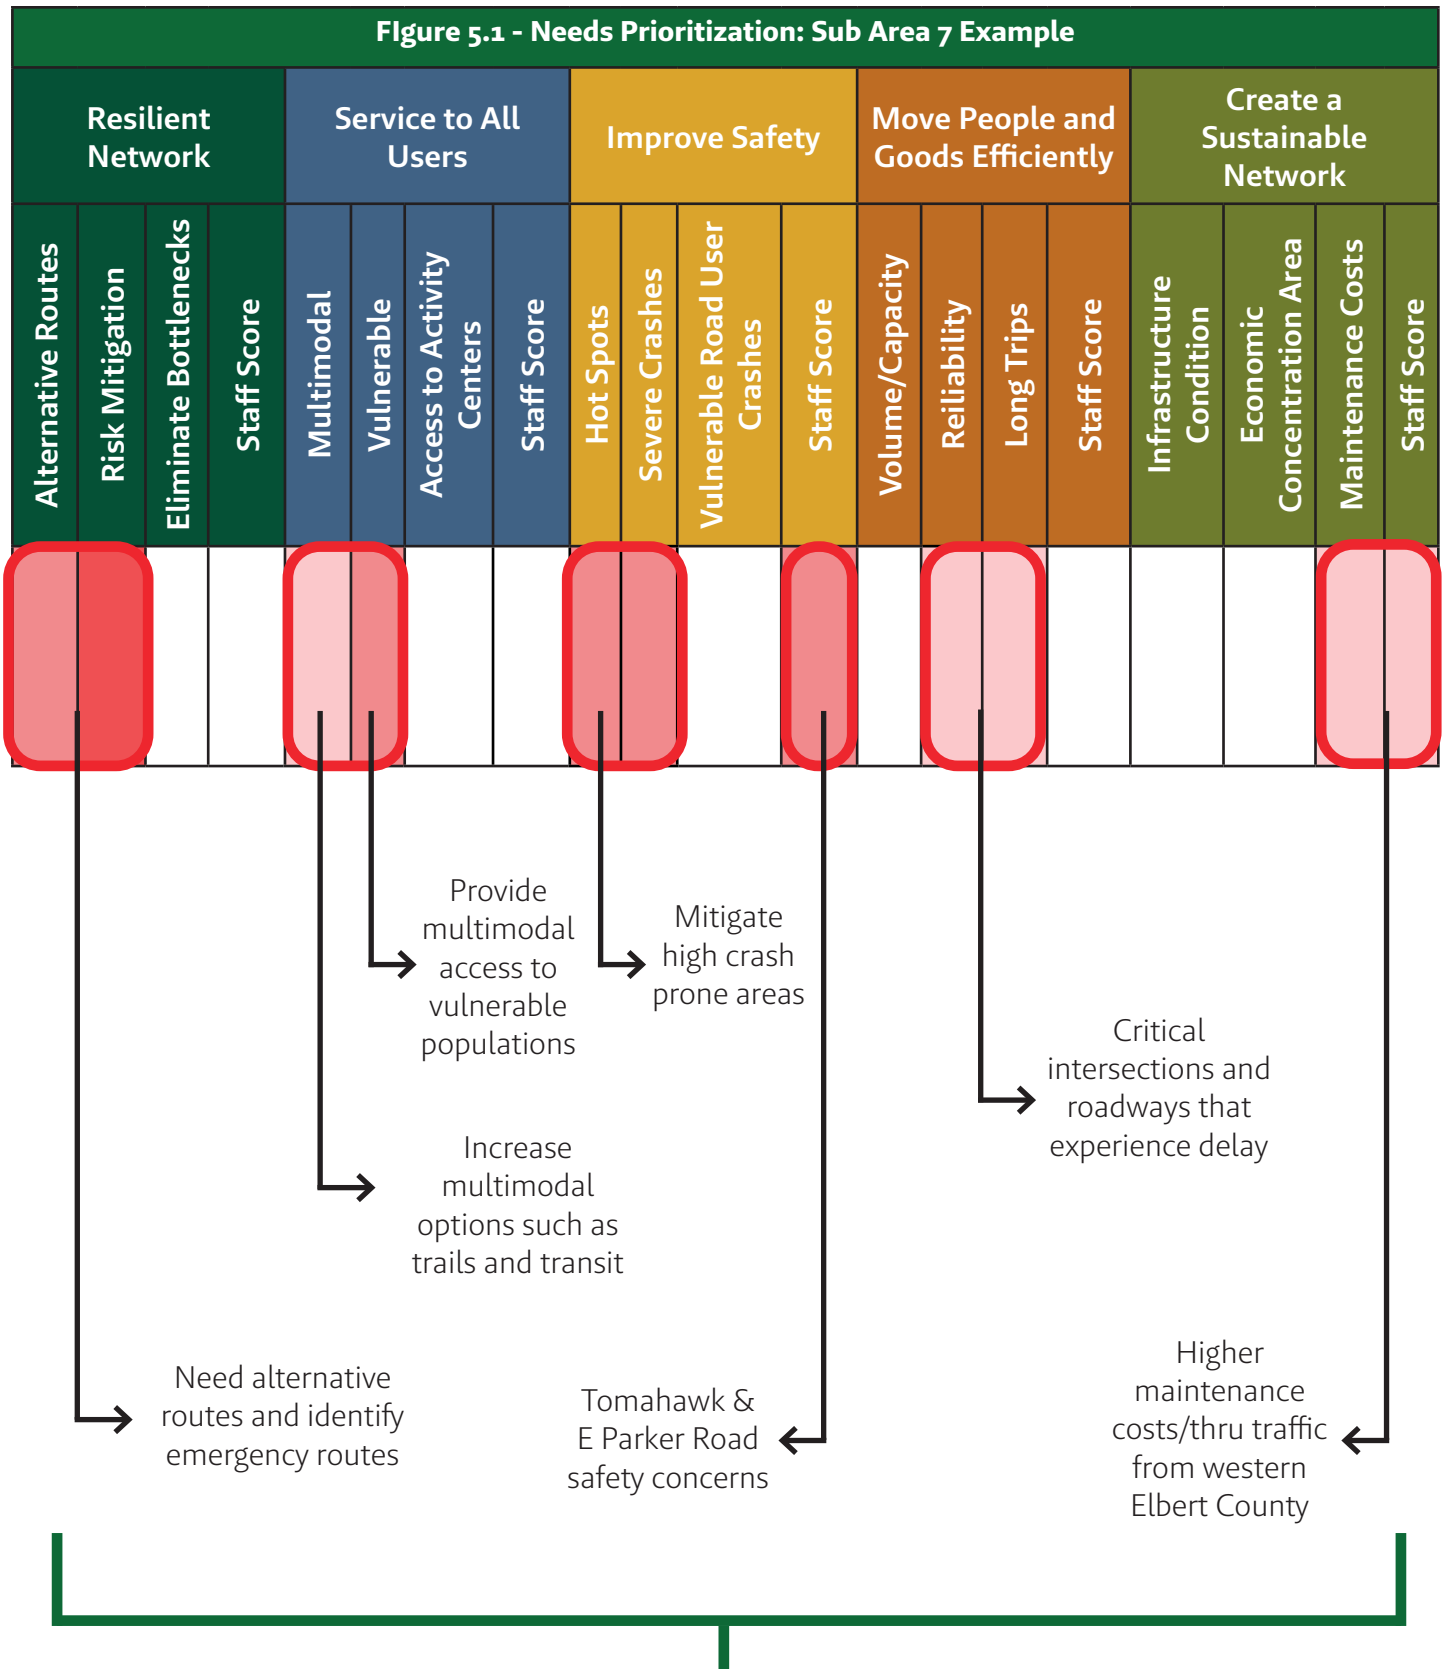 FIgure 5.1 - Needs Prioritization: Sub Area 7 Example
Resilient
Network
Service to All
Users
Improve Safety
Move People and
Goods Efficiently
Create a
Sustainable
Network
Alternative Routes
Risk Mitigation
Eliminate Bottlenecks
Staff Score
Multimodal
Vulnerable
Access to Activity
Centers
Staff Score
Hot Spots
Severe Crashes
Vulnerable Road User
Crashes
Staff Score
Volume/Capacity
Reiliability
Long Trips
Staff Score
Infrastructure
Condition
Economic
Concentration Area
Maintenance Costs
Staff Score
Provide
multimodal
access to
vulnerable
populations
Mitigate
high crash
prone areas
Critical
intersections and
roadways that
experience delay
Increase
multimodal
options such as
trails and transit
Need alternative
routes and identify
emergency routes
Tomahawk &
E Parker Road
safety concerns
Higher
maintenance
costs/thru traffic
from western
Elbert County